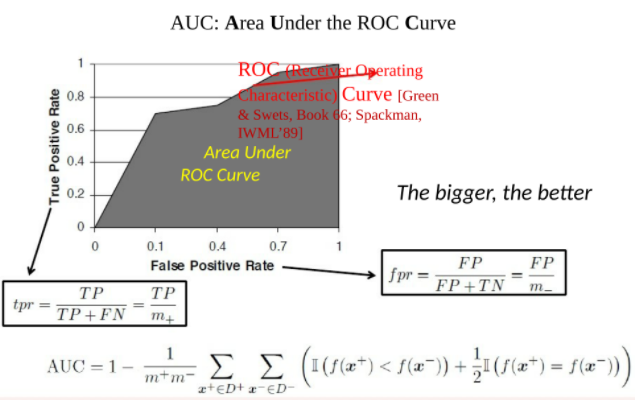 AUC: Area Under the ROC Curve
ROC (Receiver Operating
Characteristic) Curve [Green
& Swets, Book 66; Spackman,
IWML'89]
True Positive Rate
1
0.8
0.6
0.4
0.2
0
Area Under
ROC Curve
0 0.1 0.4 0.7 1
False Positive Rate
The bigger, the better
tpr = TP / (TP + FN) = TP / m₊
fpr = FP / (FP + TN) = FP / m₋
AUC = 1 − 1 / (m⁺m⁻) ∑_{x⁺∈D⁺} ∑_{x⁻∈D⁻} (𝕀(f(x⁺) < f(x⁻)) + 1/2 𝕀(f(x⁺) = f(x⁻)))